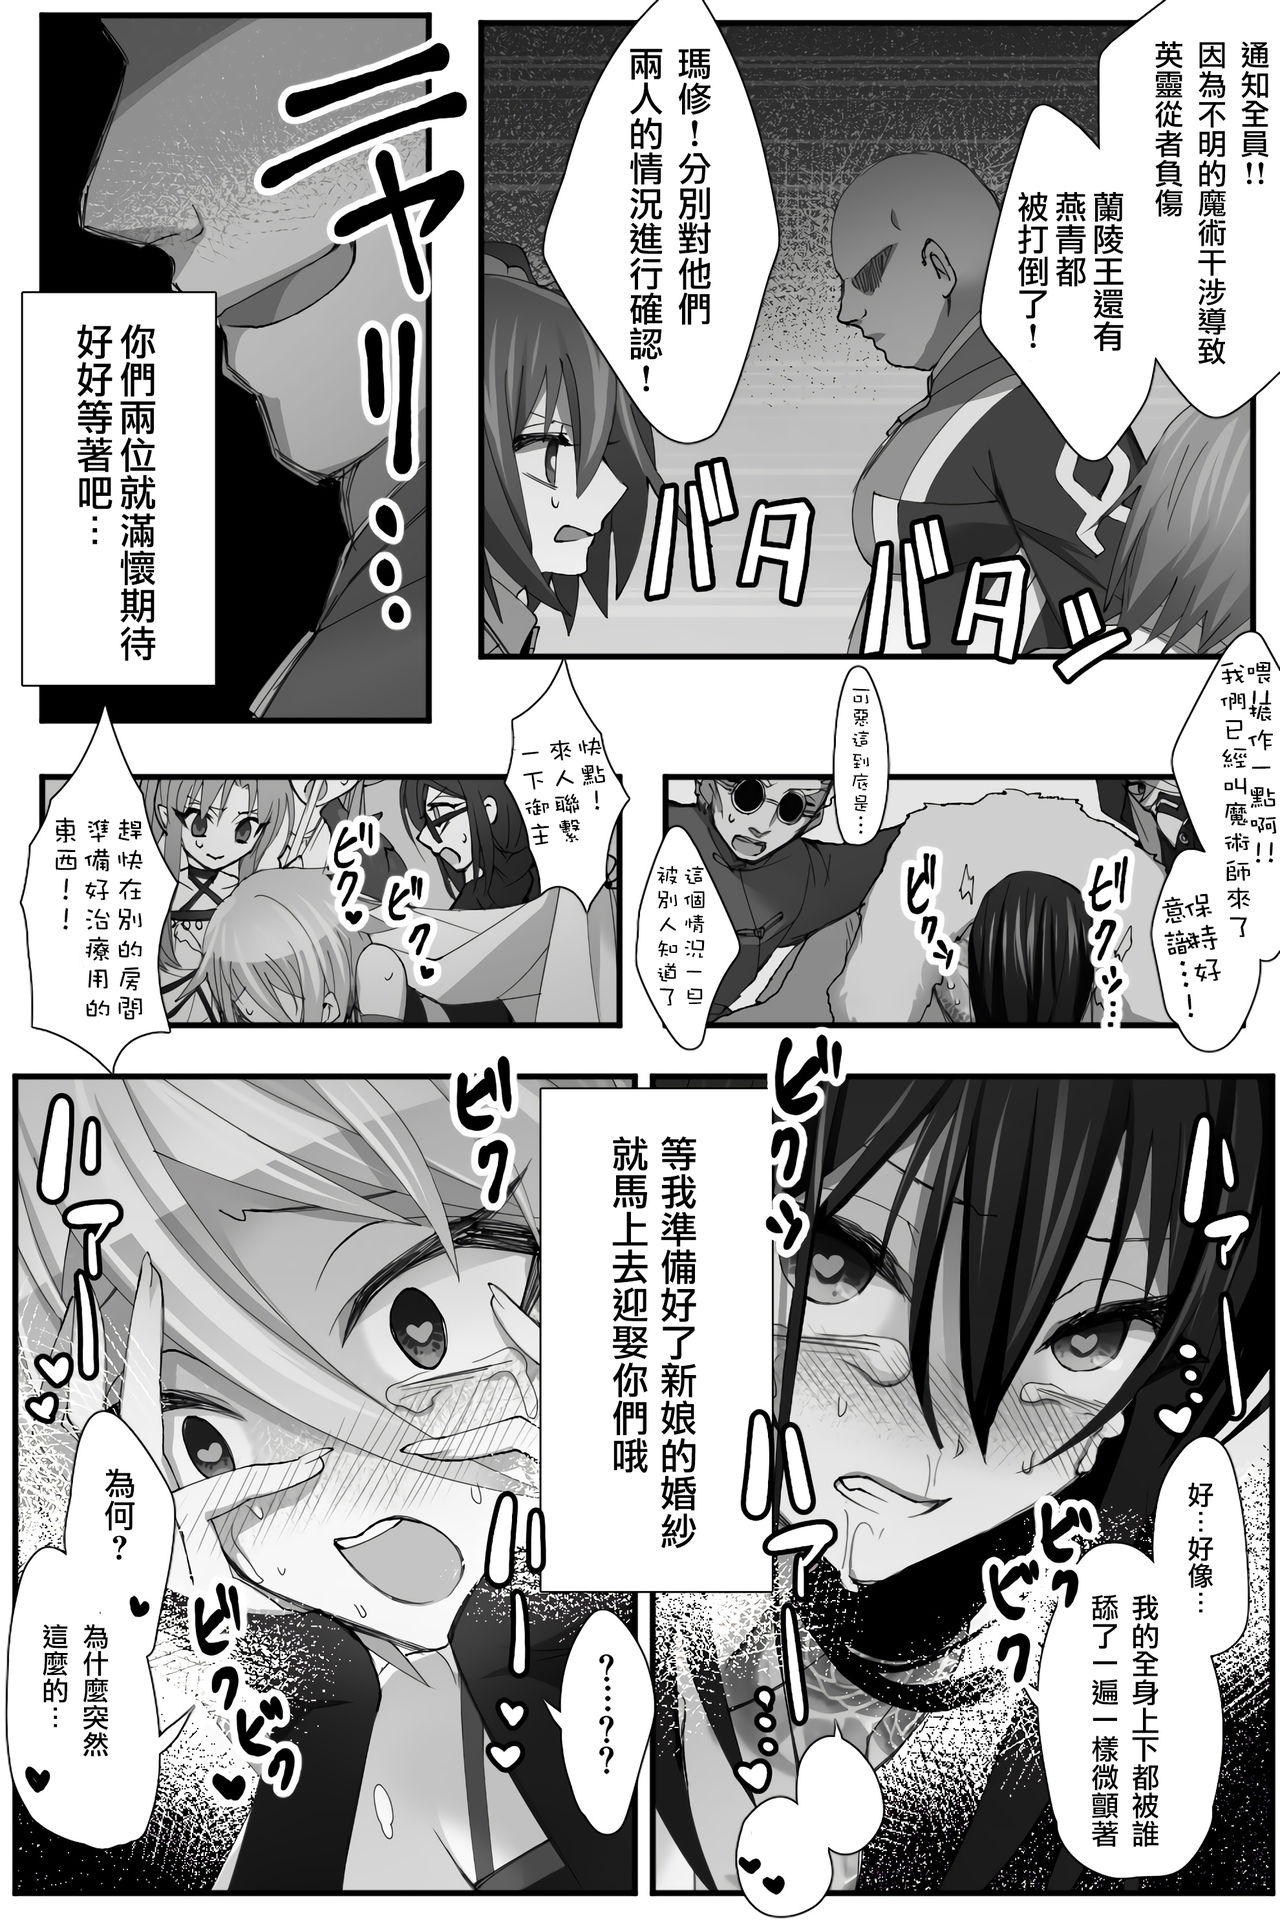 通知全員!!
因為不明的魔術干涉導致
英靈從者負傷
蘭陵王還有
燕青都
被打倒了！
瑪修！分別對他們
兩人的情況進行確認！
バタ
バタ
バタン
ニャ…
你們兩位就滿懷期待
好好等著吧…
喂!!振作一點啊!!
我們已經叫魔術師來了
保持好
意識…！
可惡這到底是…
這個情況一旦
被別人知道了
ビク
ビクッ…
快點！
來人聯繫
一下御主
ビク
ビク
趕快在別的房間
準備好治療用的
東西！！
等我準備好了新娘的婚紗
就馬上去迎娶你們哦
ビクッ
ハァ
ハァ
好…好像…
我的全身上下都被誰
舔了一遍一樣微顫著
ビクッ
ビク
ハァ
ハァ
？……？
為何？
為什麼突然
這麼的…
ビクビク